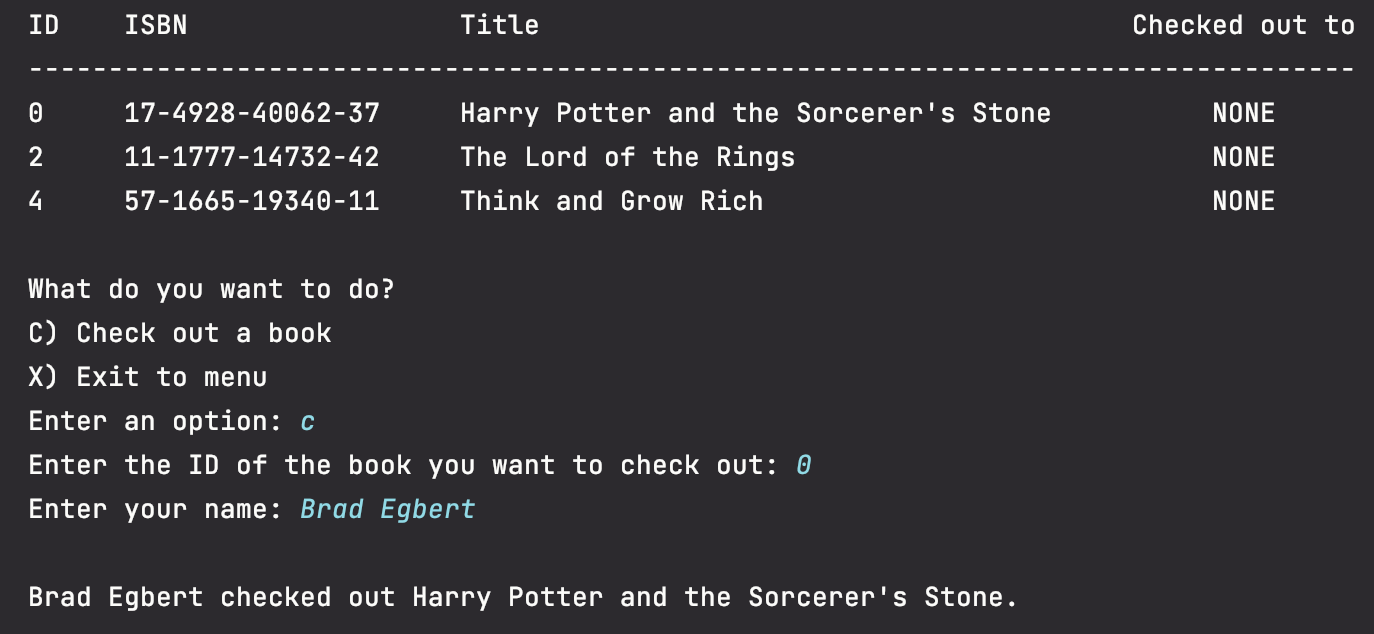 ID    ISBN                 Title                                     Checked out to
-----------------------------------------------------------------------------------
0     17-4928-40062-37     Harry Potter and the Sorcerer's Stone          NONE
2     11-1777-14732-42     The Lord of the Rings                          NONE
4     57-1665-19340-11     Think and Grow Rich                            NONE
What do you want to do?
C) Check out a book
X) Exit to menu
Enter an option: c
Enter the ID of the book you want to check out: 0
Enter your name: Brad Egbert
Brad Egbert checked out Harry Potter and the Sorcerer's Stone.